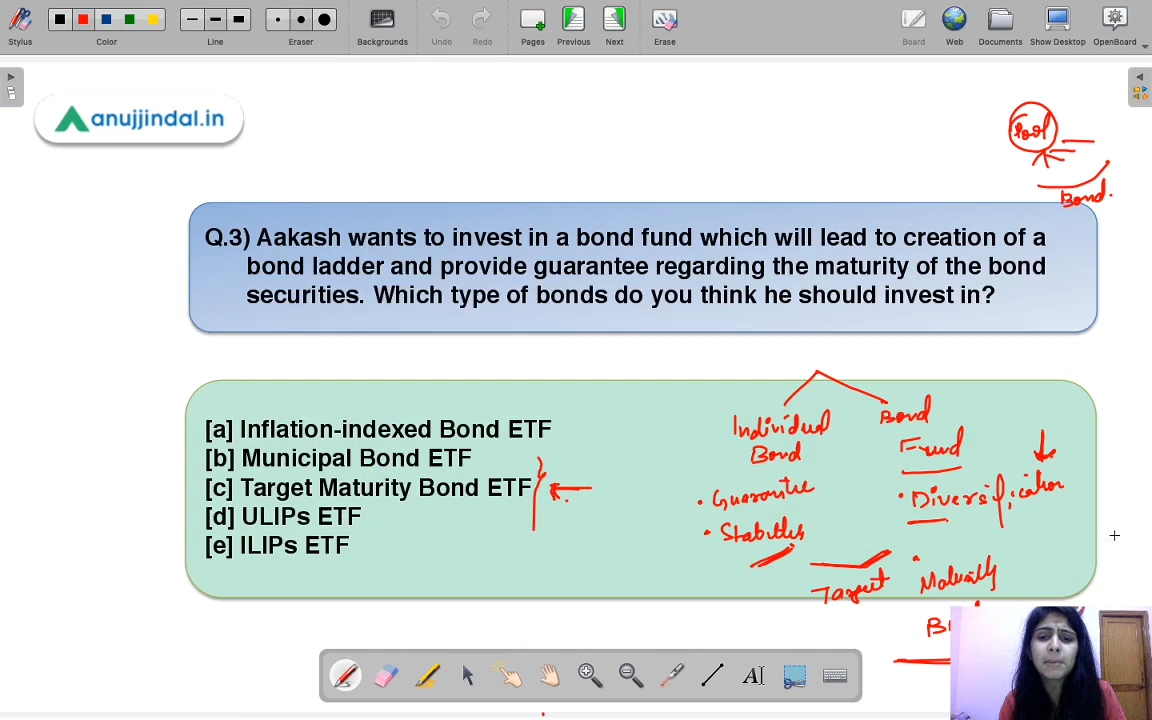 Stylus
Color
Line
Eraser
Backgrounds
Undo
Redo
Pages
Previous
Next
Erase
Board
Web
Documents
Show Desktop
OpenBoard
anujjindal.in
Pool
Bond.
Q.3) Aakash wants to invest in a bond fund which will lead to creation of a
bond ladder and provide guarantee regarding the maturity of the bond
securities. Which type of bonds do you think he should invest in?
[a] Inflation-indexed Bond ETF
[b] Municipal Bond ETF
[c] Target Maturity Bond ETF
[d] ULIPs ETF
[e] ILIPs ETF
Individual
Bond
• Guarantee
•
Bond
Fund
• Diversification
Target Maturity
A